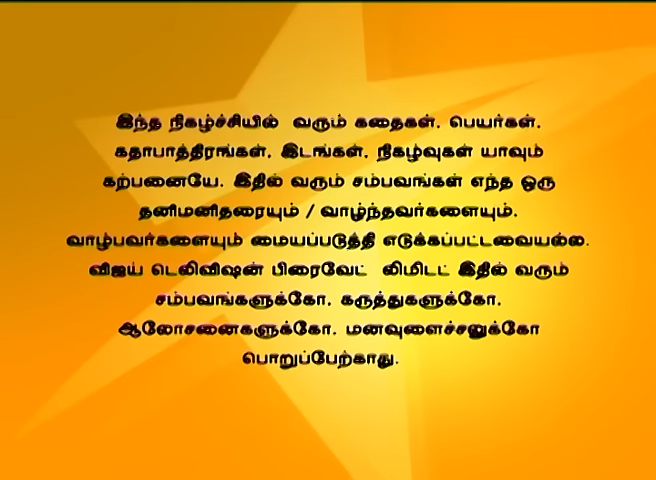 இந்த நிகழ்ச்சியில் வரும் கதைகள், பெயர்கள்,
கதாபாத்திரங்கள், இடங்கள், நிகழ்வுகள் யாவும்
கற்பனையே. இதில் வரும் சம்பவங்கள் எந்த ஒரு
தனிமனிதரையும் / வாழ்ந்தவர்களையும்,
வாழ்பவர்களையும் மையப்படுத்தி எடுக்கப்பட்டவையல்ல.
விஜய் டெலிவிஷன் பிரைவேட் லிமிடட் இதில் வரும்
சம்பவங்களுக்கோ, கருத்துகளுக்கோ,
ஆலோசனைகளுக்கோ, மனவுளைச்சலுக்கோ
பொறுப்பேற்காது.